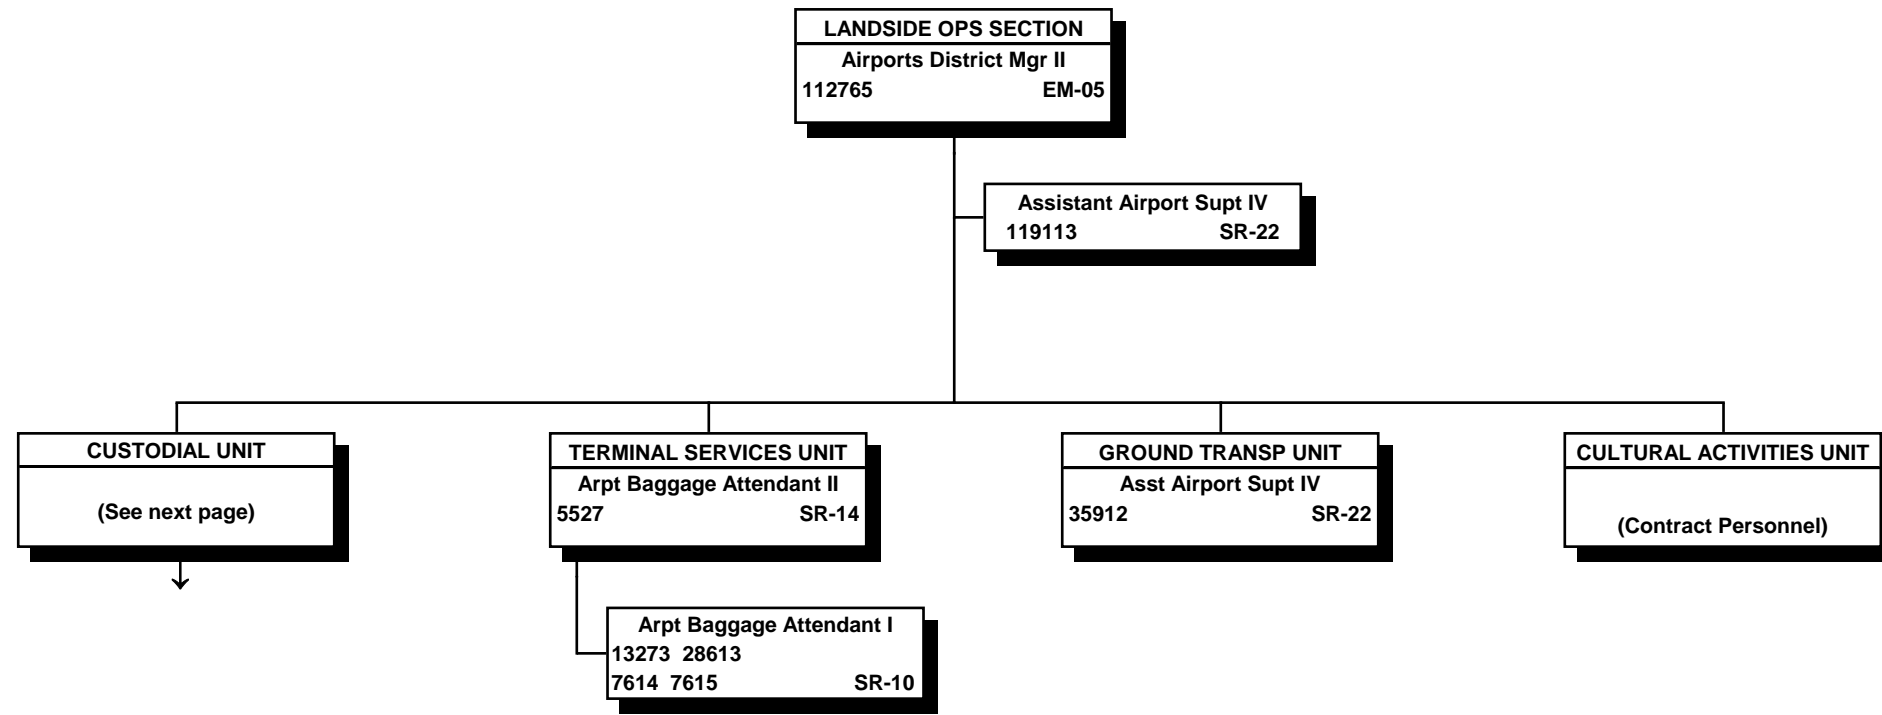 LANDSIDE OPS SECTION
Airports District Mgr II
112765 EM-05
Assistant Airport Supt IV
119113 SR-22
CUSTODIAL UNIT
(See next page)
TERMINAL SERVICES UNIT
Arpt Baggage Attendant II
5527 SR-14
Arpt Baggage Attendant I
13273 28613
7614 7615 SR-10
GROUND TRANSP UNIT
Asst Airport Supt IV
35912 SR-22
CULTURAL ACTIVITIES UNIT
(Contract Personnel)